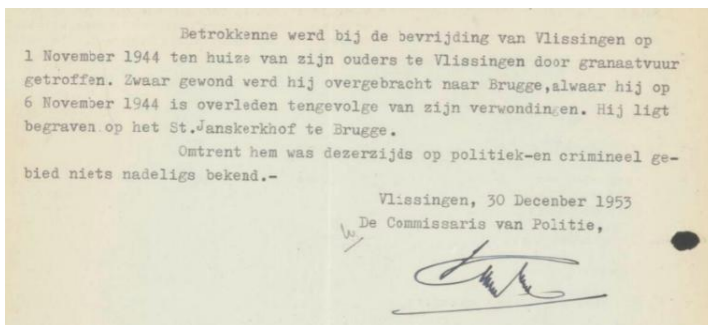 Betrokkenne werd bij de bevrijding van Vlissingen op
1 November 1944 ten huize van zijn ouders te Vlissingen door granaatvuur
getroffen. Zwaar gewond werd hij overgebracht naar Brugge,alwaar hij op
6 November 1944 is overleden tengevolge van zijn verwondingen. Hij ligt
begraven op het St.Janskerkhof te Brugge.
Omtrent hem was dezerzijds op politiek-en crimineel ge-
bied niets nadeligs bekend.-
Vlissingen, 30 December 1953
De Commissaris van Politie,